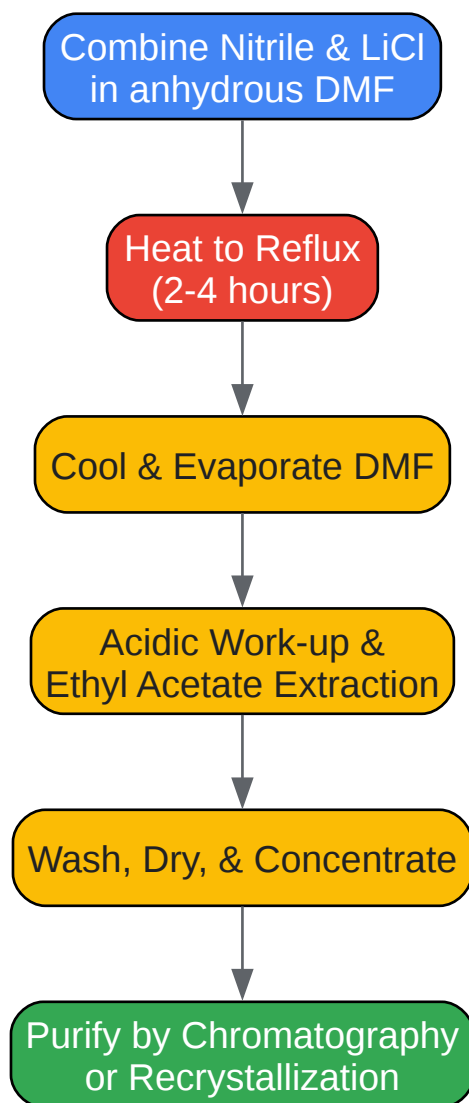 Combine Nitrile & LiCl
in anhydrous DMF
Heat to Reflux
(2-4 hours)
Cool & Evaporate DMF
Acidic Work-up &
Ethyl Acetate Extraction
Wash, Dry, & Concentrate
Purify by Chromatography
or Recrystallization